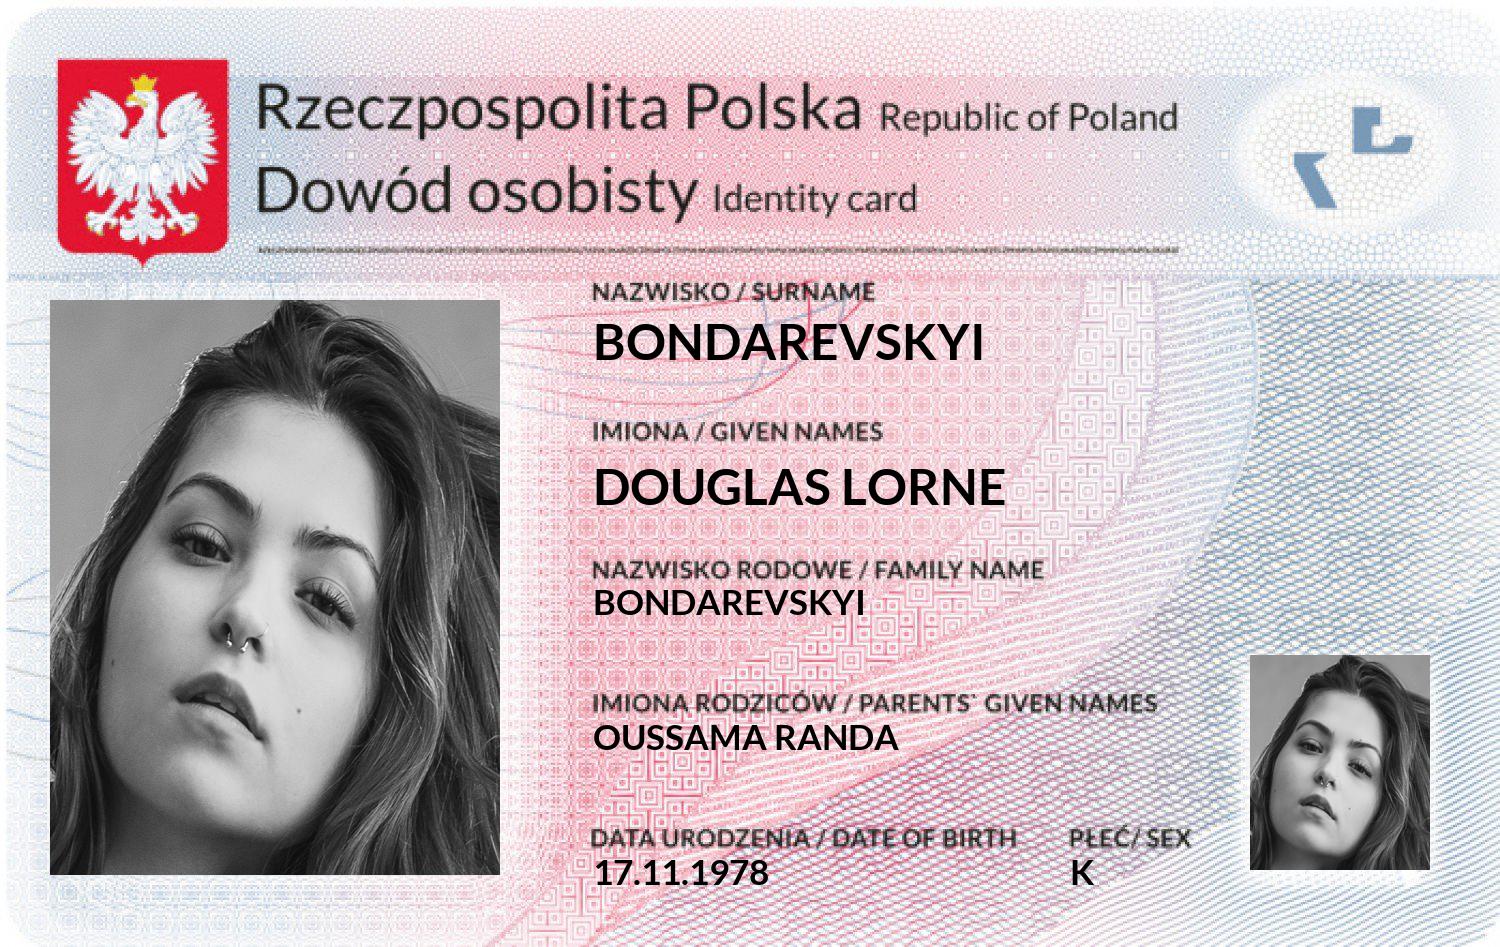 Rzeczpospolita Polska Republic of Poland
Dowód osobisty Identity card
NAZWISKO / SURNAME
BONDAREVSKYI
IMIONA / GIVEN NAMES
DOUGLAS LORNE
NAZWISKO RODOWE / FAMILY NAME
BONDAREVSKYI
IMIONA RODZICÓW / PARENTS` GIVEN NAMES
OUSSAMA RANDA
DATA URODZENIA / DATE OF BIRTH PŁEĆ/ SEX
17.11.1978 K